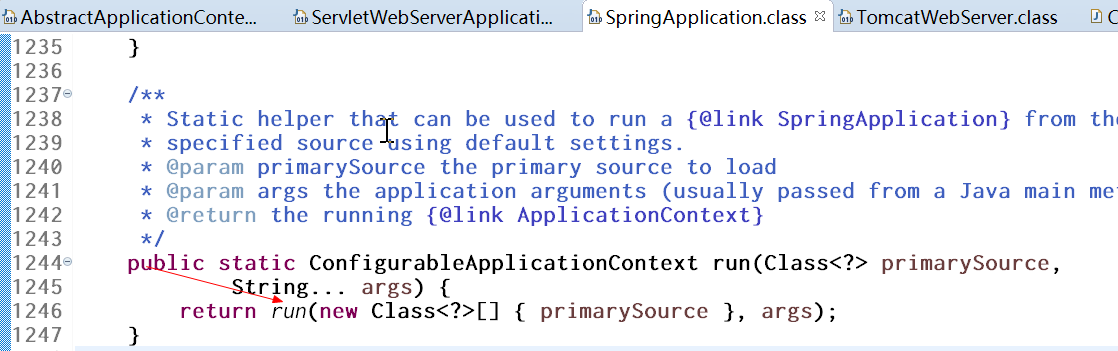 AbstractApplicationConte... ServletWebServerApplicati... SpringApplication.class TomcatWebServer.class
1235 }
1236
1237 /**
1238 * Static helper that can be used to run a {@link SpringApplication} from the
1239 * specified source using default settings.
1240 * @param primarySource the primary source to load
1241 * @param args the application arguments (usually passed from a Java main me
1242 * @return the running {@link ApplicationContext}
1243 */
1244 public static ConfigurableApplicationContext run(Class<?> primarySource,
1245 String... args) {
1246 return run(new Class<?>[] { primarySource }, args);
1247 }